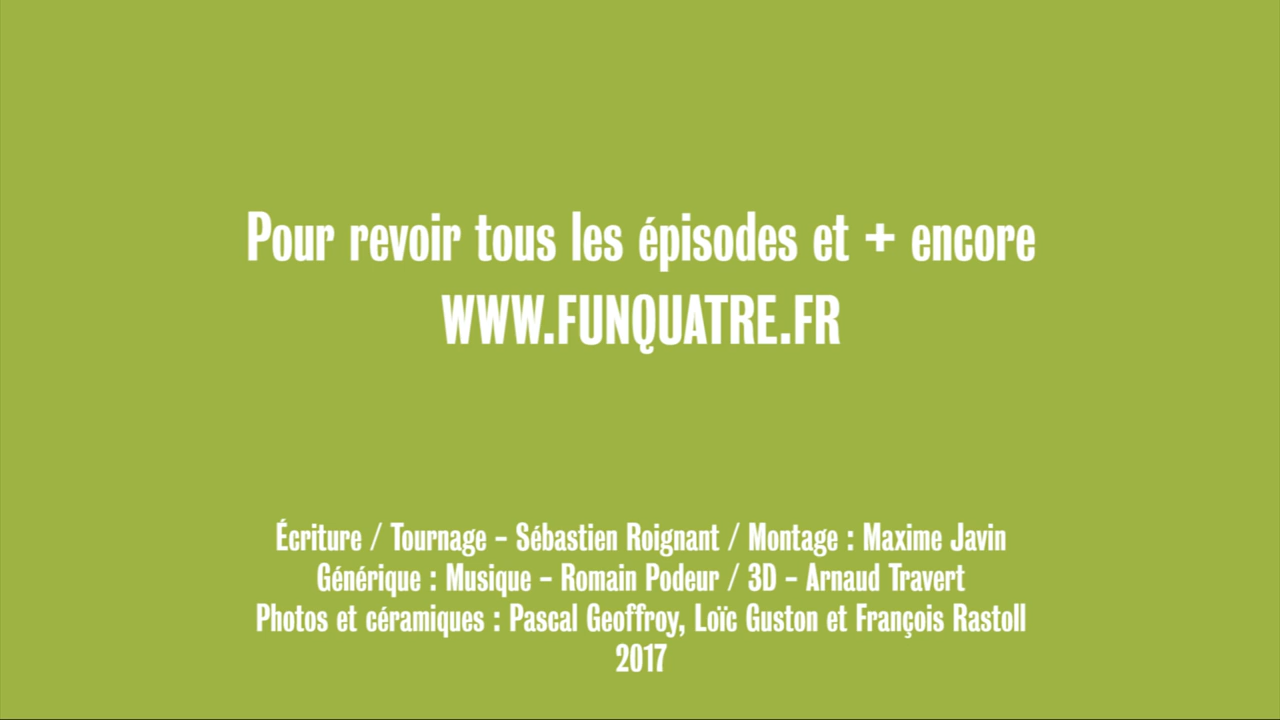 Pour revoir tous les épisodes et + encore
WWW.FUNQUATRE.FR
Écriture / Tournage - Sébastien Roignant / Montage : Maxime Javin
Générique : Musique - Romain Podeur / 3D - Arnaud Travert
Photos et céramiques : Pascal Geoffroy, Loïc Guston et François Rastoll
2017